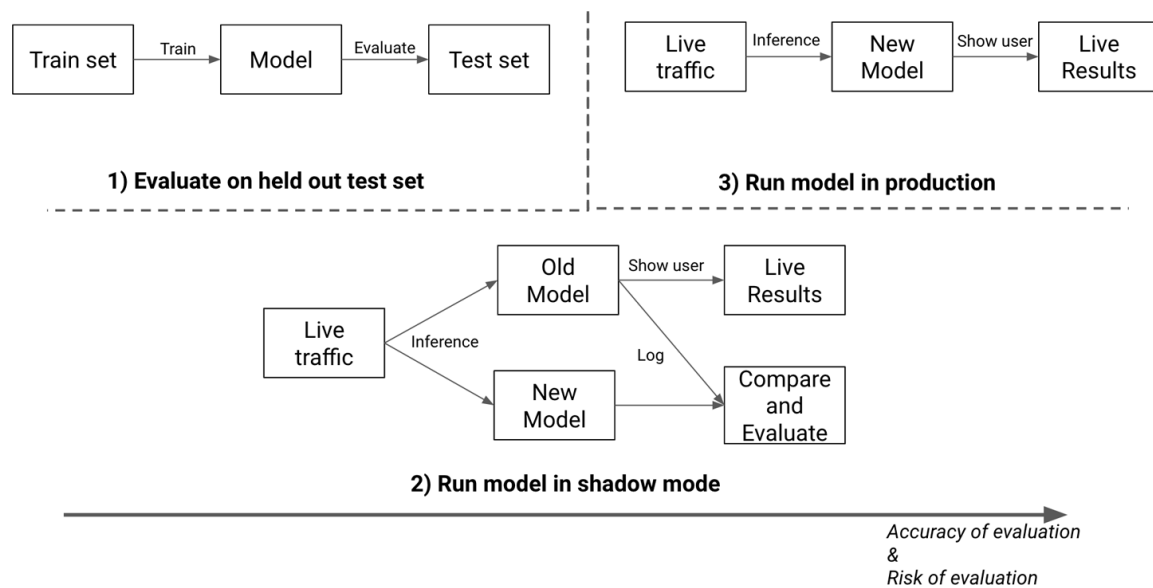 Train set
Train
Model
Evaluate
Test set
1) Evaluate on held out test set
Live
traffic
Inference
New
Model
Show user
Live
Results
3) Run model in production
Live
traffic
Inference
Old
Model
Show user
Live
Results
Log
New
Model
Compare
and
Evaluate
2) Run model in shadow mode
Accuracy of evaluation
&
Risk of evaluation